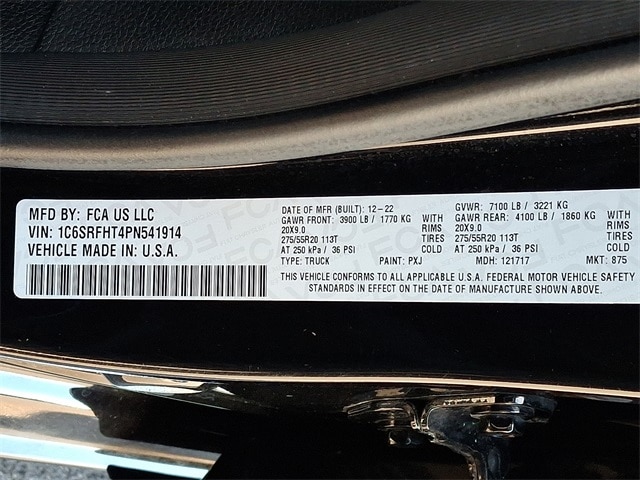 MFD BY: FCA US LLC
VIN: 1C6SRFHT4PN541914
VEHICLE MADE IN: U.S.A.
DATE OF MFR (BUILT): 12-22
GAWR FRONT: 3900 LB / 1770 KG WITH
20X9.0 RIMS
275/55R20 113T TIRES
AT 250 kPa / 36 PSI COLD
TYPE: TRUCK PAINT: PXJ
GVWR: 7100 LB / 3221 KG
GAWR REAR: 4100 LB / 1860 KG WITH
20X9.0 RIMS
275/55R20 113T TIRES
AT 250 kPa / 36 PSI COLD
MDH: 121717 MKT: 875
THIS VEHICLE CONFORMS TO ALL APPLICABLE U.S.A. FEDERAL MOTOR VEHICLE SAFETY
STANDARDS IN EFFECT ON THE DATE OF MANUFACTURE SHOWN ABOVE.